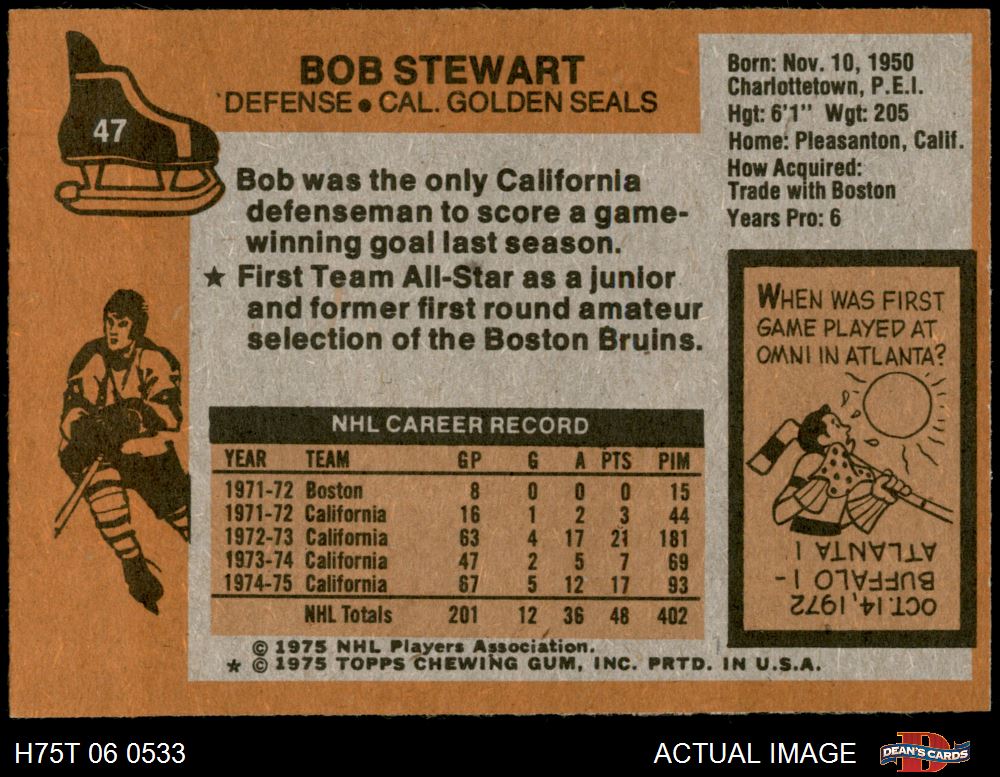 47
BOB STEWART
DEFENSE ● CAL. GOLDEN SEALS
Born: Nov. 10, 1950
Charlottetown, P.E.I.
Hgt: 6'1" Wgt: 205
Home: Pleasanton, Calif.
How Acquired:
Trade with Boston
Years Pro: 6
Bob was the only California
defenseman to score a game-
winning goal last season.
★ First Team All-Star as a junior
and former first round amateur
selection of the Boston Bruins.
WHEN WAS FIRST
GAME PLAYED AT
OMNI IN ATLANTA?
OCT. 14, 1972
BUFFALO 1 -
ATLANTA 1
NHL CAREER RECORD
YEAR TEAM GP G A PTS PIM
1971-72 Boston 8 0 0 0 15
1971-72 California 16 1 2 3 44
1972-73 California 63 4 17 21 181
1973-74 California 47 2 5 7 69
1974-75 California 67 5 12 17 93
NHL Totals 201 12 36 48 402
© 1975 NHL Players Association.
★ © 1975 TOPPS CHEWING GUM, INC. PRTD. IN U.S.A.
H75T 06 0533
ACTUAL IMAGE
D
DEAN'S CARDS